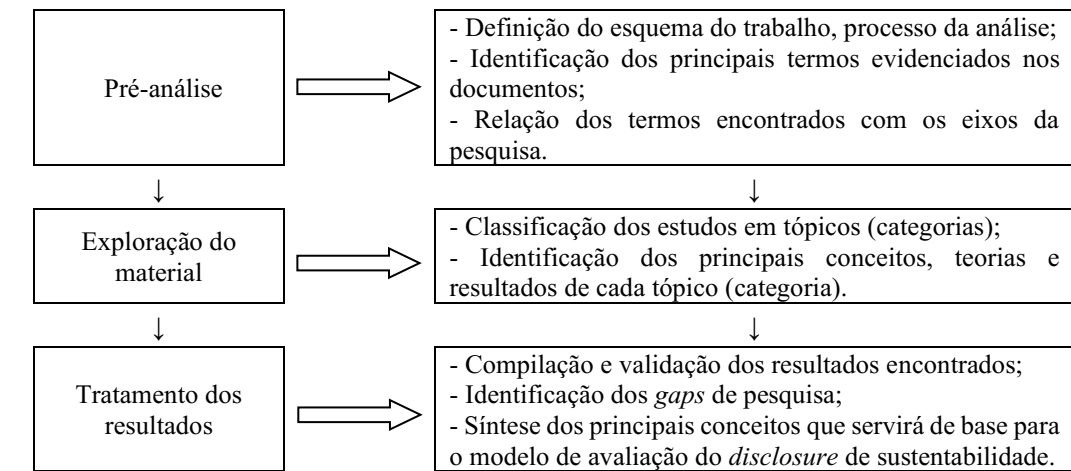 Pré-análise
- Definição do esquema do trabalho, processo da análise;
- Identificação dos principais termos evidenciados nos
documentos;
- Relação dos termos encontrados com os eixos da
pesquisa.
↓ ↓
Exploração do
material
- Classificação dos estudos em tópicos (categorias);
- Identificação dos principais conceitos, teorias e
resultados de cada tópico (categoria).
↓ ↓
Tratamento dos
resultados
- Compilação e validação dos resultados encontrados;
- Identificação dos gaps de pesquisa;
- Síntese dos principais conceitos que servirá de base para
o modelo de avaliação do disclosure de sustentabilidade.